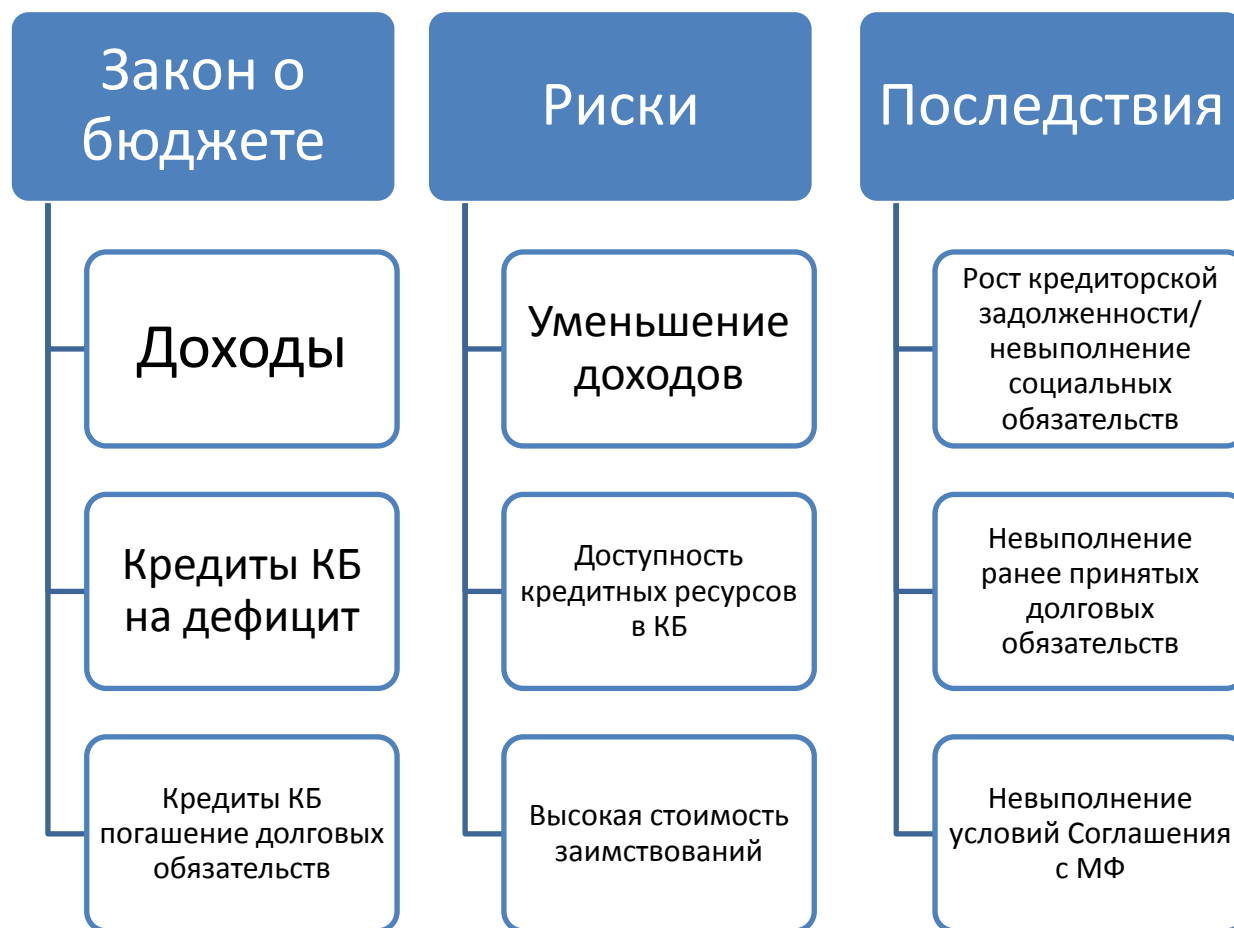 Закон о
бюджете
Доходы
Кредиты КБ
на дефицит
Кредиты КБ
погашение долговых
обязательств
Риски
Уменьшение
доходов
Доступность
кредитных ресурсов
в КБ
Высокая стоимость
заимствований
Последствия
Рост кредиторской
задолженности/
невыполнение
социальных
обязательств
Невыполнение
ранее принятых
долговых
обязательств
Невыполнение
условий Соглашения
с МФ